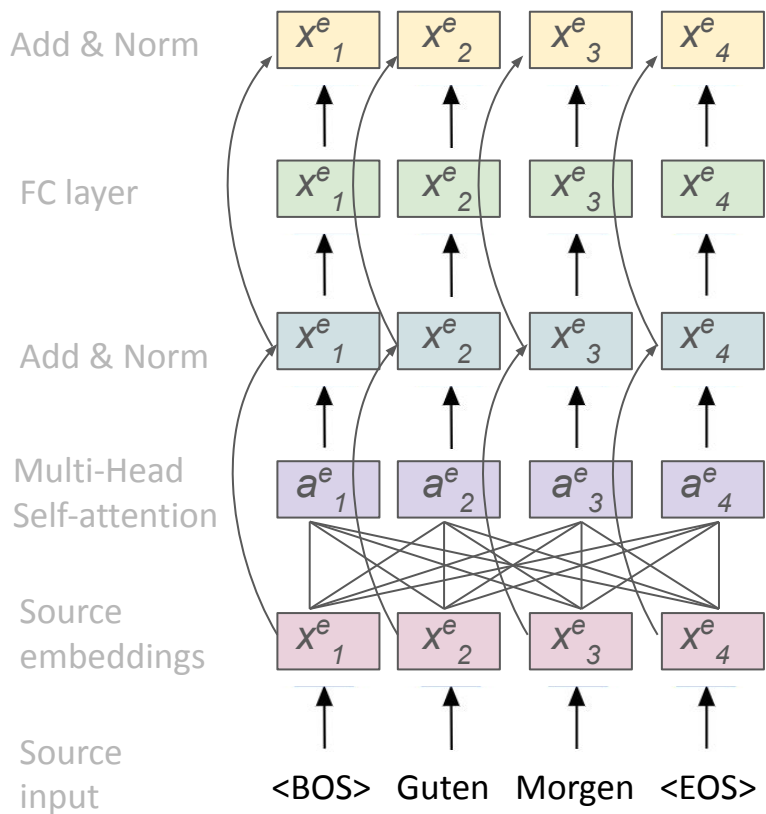 Add & Norm x^e_1 x^e_2 x^e_3 x^e_4
FC layer x^e_1 x^e_2 x^e_3 x^e_4
Add & Norm x^e_1 x^e_2 x^e_3 x^e_4
Multi-Head
Self-attention a^e_1 a^e_2 a^e_3 a^e_4
Source
embeddings x^e_1 x^e_2 x^e_3 x^e_4
Source
input <BOS> Guten Morgen <EOS>